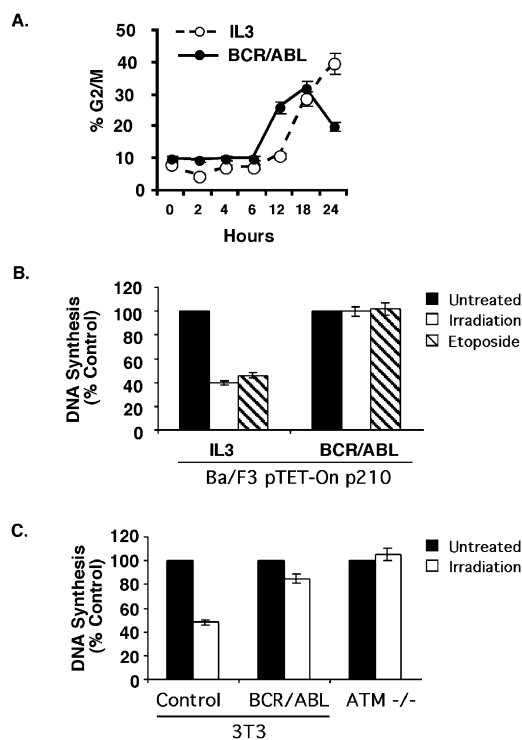 A.
IL3
BCR/ABL
% G2/M
50
40
30
20
10
0
0 2 4 6 12 18 24
Hours
B.
DNA Synthesis
(% Control)
120
100
80
60
40
20
0
Untreated
Irradiation
Etoposide
IL3 BCR/ABL
Ba/F3 pTET-On p210
C.
DNA Synthesis
(% Control)
120
100
80
60
40
20
0
Untreated
Irradiation
Control BCR/ABL ATM -/-
3T3